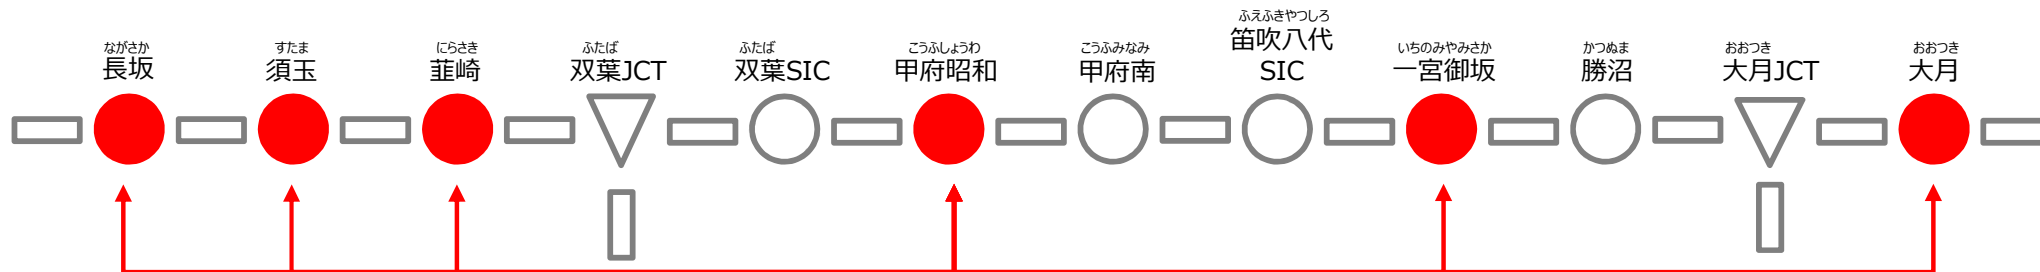 ながさか
長坂
すたま
須玉
にらさき
韮崎
ふたば
双葉JCT
ふたば
双葉SIC
こうふしょうわ
甲府昭和
こうふみなみ
甲府南
ふえふきやつしろ
笛吹八代
SIC
いちのみやみさか
一宮御坂
かつぬま
勝沼
おおつき
大月JCT
おおつき
大月